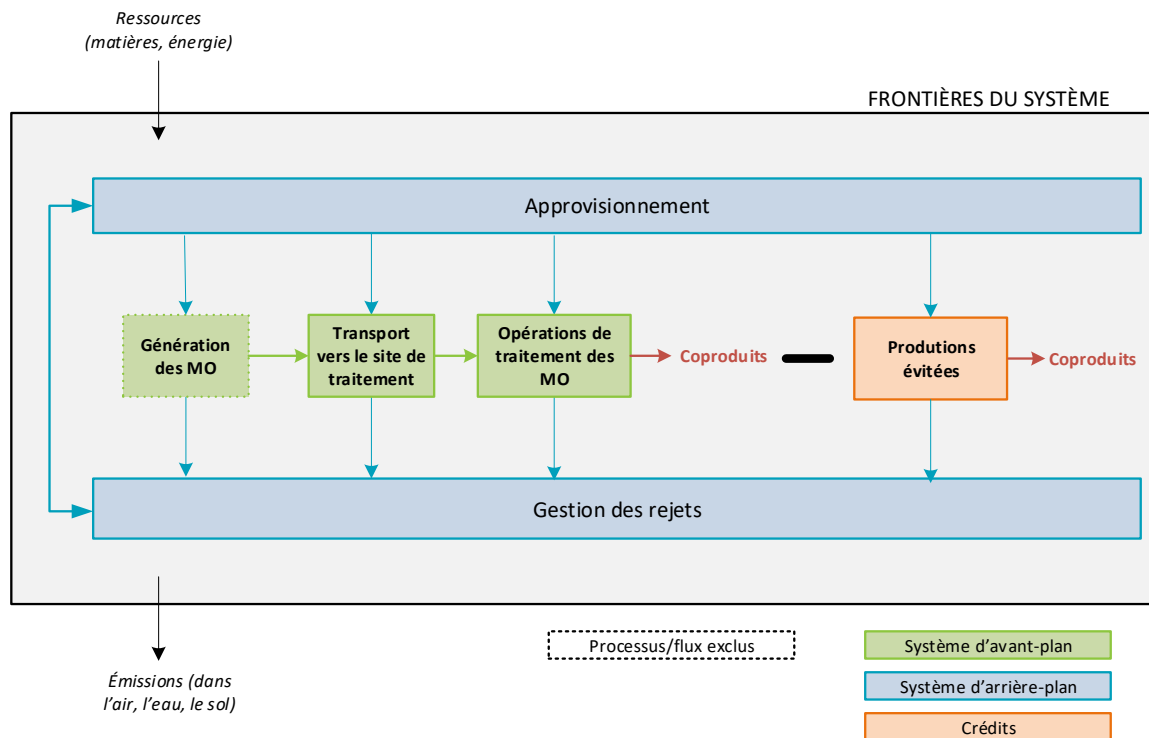 Ressources
(matières, énergie)
FRONTIÈRES DU SYSTÈME
Approvisionnement
Génération
des MO
Transport
vers le site de
traitement
Opérations de
traitement des
MO
Coproduits
Produtions
évitées
Coproduits
Gestion des rejets
Processus/flux exclus
Système d'avant-plan
Émissions (dans
l'air, l'eau, le sol)
Système d'arrière-plan
Crédits